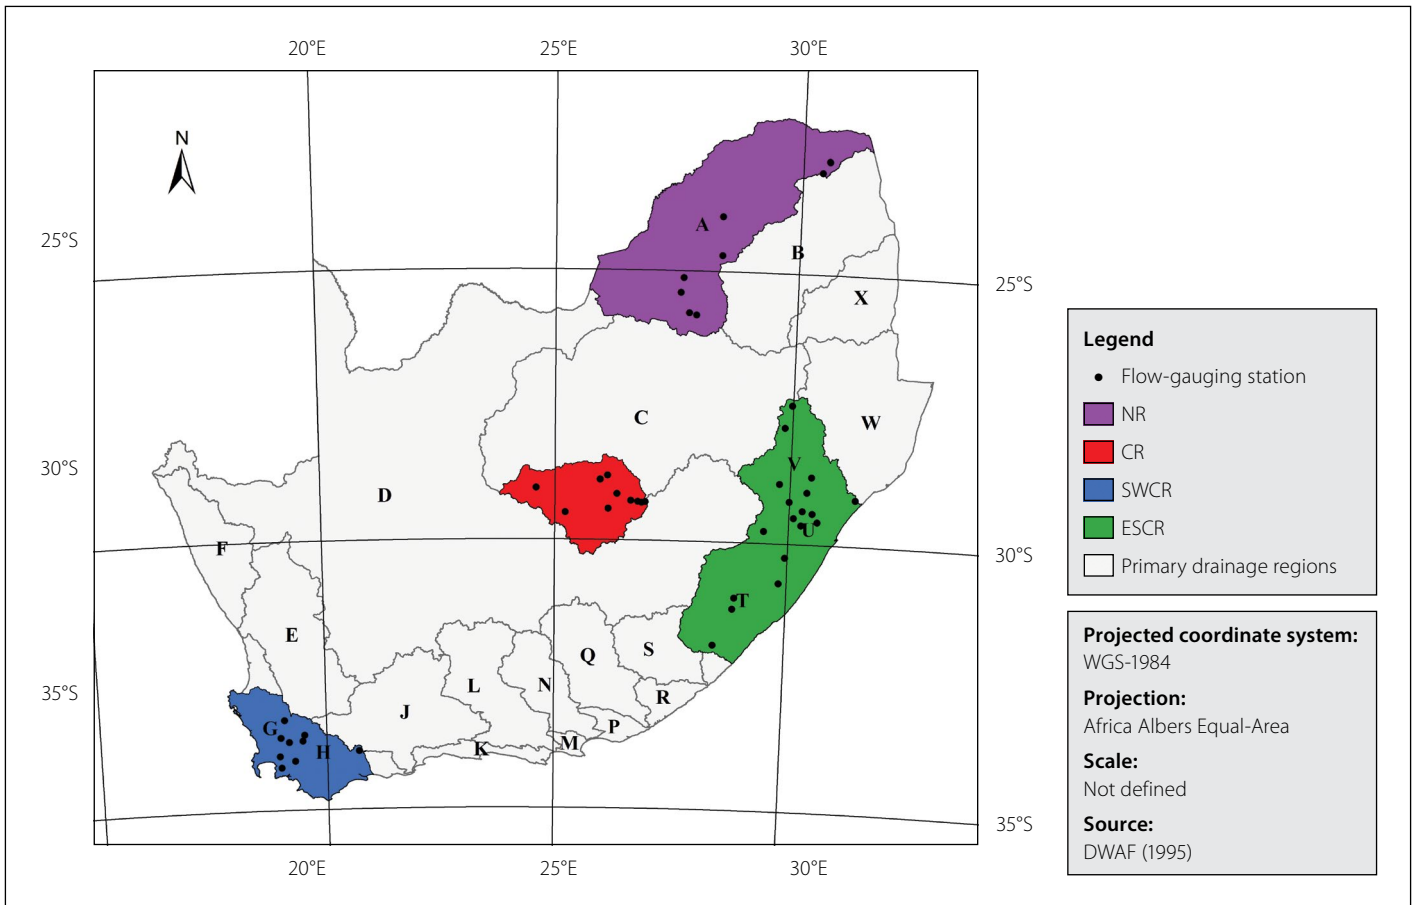 20°E 25°E 30°E
N
25°S
30°S
35°S
25°S
30°S
35°S
20°E 25°E 30°E
A
B
X
C
W
V
D
U
F
T
E
S
Q
L
N
R
J
P
G
M
K
H
Legend
Flow-gauging station
NR
CR
SWCR
ESCR
Primary drainage regions
Projected coordinate system:
WGS-1984
Projection:
Africa Albers Equal-Area
Scale:
Not defined
Source:
DWAF (1995)